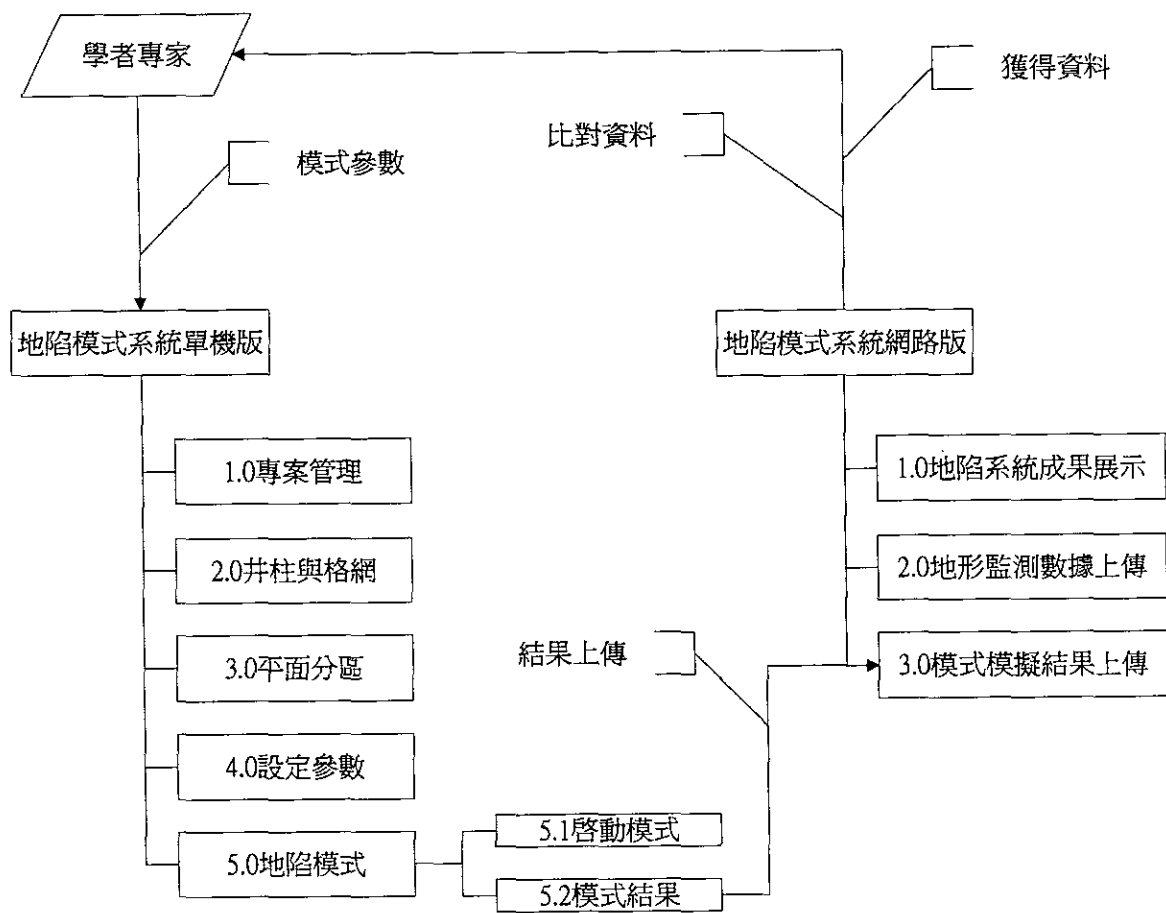 學者專家
獲得資料
比對資料
模式參數
地陷模式系統單機版
地陷模式系統網路版
1.0專案管理
1.0地陷系統成果展示
2.0井柱與格網
2.0地形監測數據上傳
3.0平面分區
結果上傳
3.0模式模擬結果上傳
4.0設定參數
5.0地陷模式
5.1啓動模式
5.2模式結果